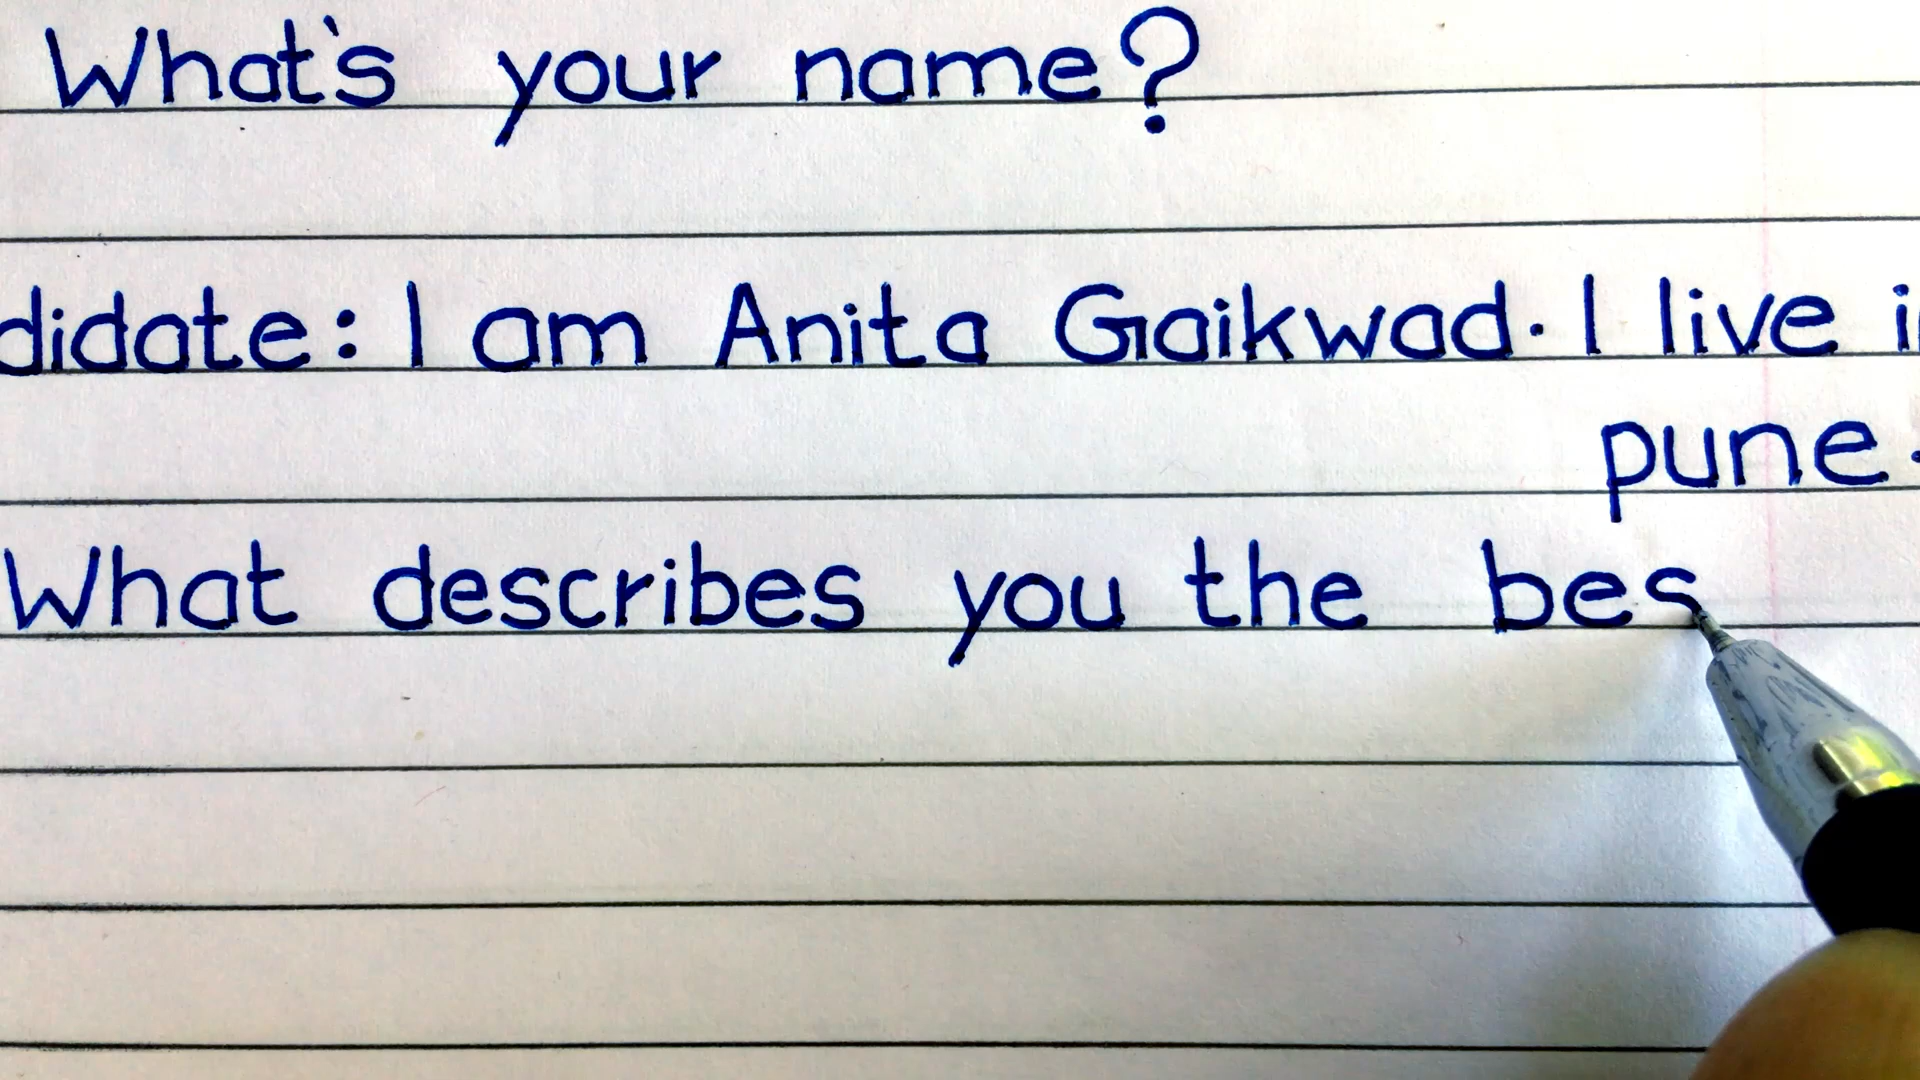 What's your name?
didate: I am Anita Gaikwad. I live i
pune.
What describes you the bes